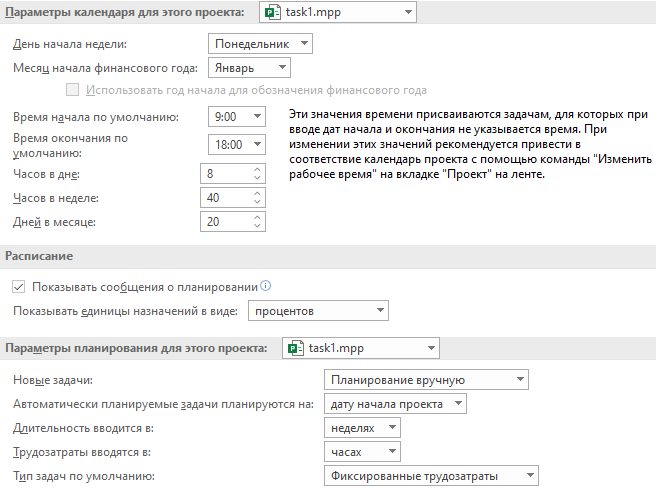 Параметры календаря для этого проекта: task1.mpp
День начала недели: Понедельник
Месяц начала финансового года: Январь
Использовать год начала для обозначения финансового года
Время начала по умолчанию: 9:00
Время окончания по
умолчанию: 18:00
Часов в дне: 8
Часов в неделе: 40
Дней в месяце: 20
Эти значения времени присваиваются задачам, для которых при
вводе дат начала и окончания не указывается время. При
изменении этих значений рекомендуется привести в
соответствие календарь проекта с помощью команды "Изменить
рабочее время" на вкладке "Проект" на ленте.
Расписание
Показывать сообщения о планировании
Показывать единицы назначений в виде: процентов
Параметры планирования для этого проекта: task1.mpp
Новые задачи: Планирование вручную
Автоматически планируемые задачи планируются на: дату начала проекта
Длительность вводится в: неделях
Трудозатраты вводятся в: часах
Тип задач по умолчанию: Фиксированные трудозатраты